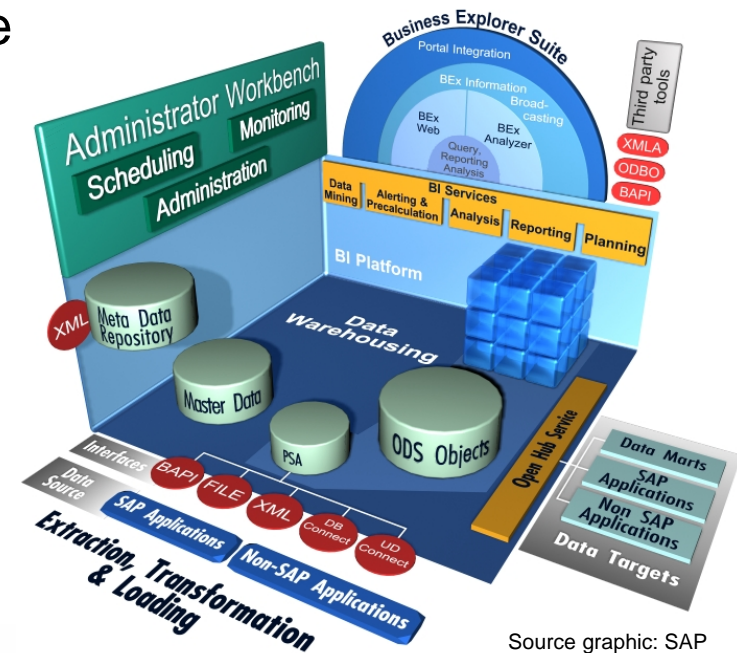 e
Business Explorer Suite
Portal Integration
BEx Information
Broad-
casting
BEx
Web
BEx
Analyzer
Query,
Reporting
Analysis
Third party
tools
XMLA
ODBO
BAPI
Administrator Workbench
Scheduling
Monitoring
Administration
BI Services
Data
Mining
Alerting &
Precalculation
Analysis
Reporting
Planning
BI Platform
Data
Warehousing
XML
Meta Data
Repository
Master Data
PSA
ODS Objects
Open Hub Service
Interfaces
BAPI
FILE
XML
DB
Connect
UD
Connect
Data
Source
SAP Applications
Non-SAP Applications
Extraction, Transformation
& Loading
Data Marts
SAP
Applications
Non SAP
Applications
Data Targets
Source graphic: SAP